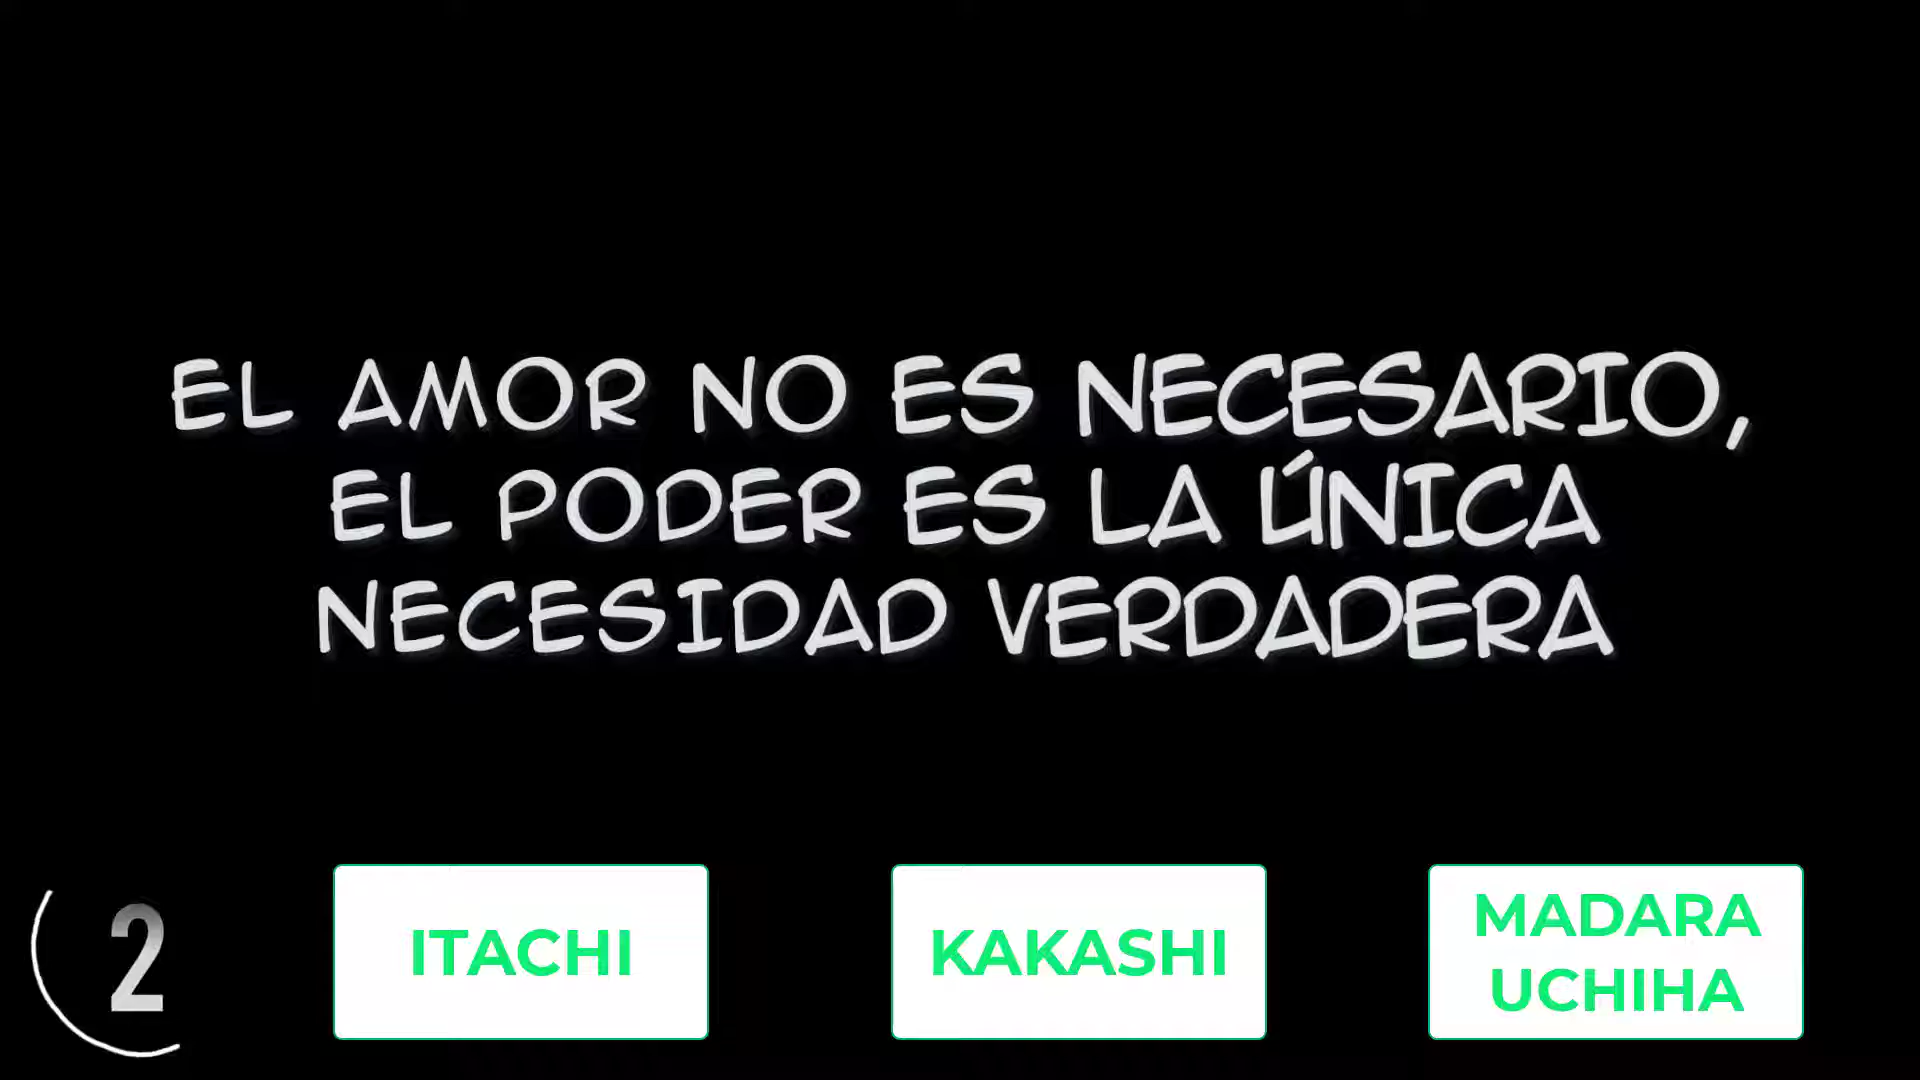 EL AMOR NO ES NECESARIO,
EL PODER ES LA ÚNICA
NECESIDAD VERDADERA
2
ITACHI
KAKASHI
MADARA
UCHIHA